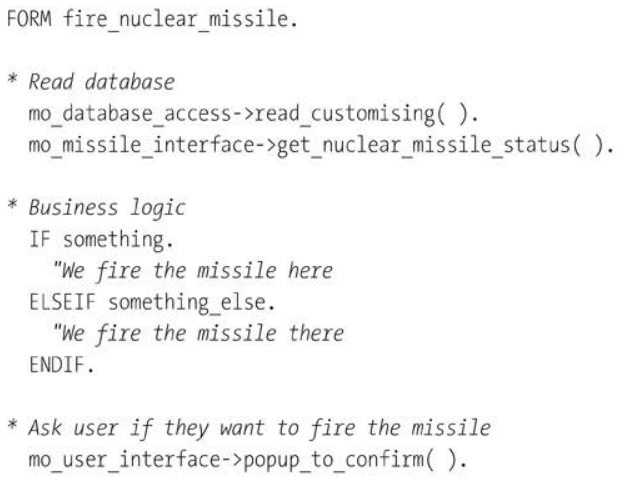 FORM fire_nuclear_missile.
* Read database
mo_database_access->read_customising( ).
mo_missile_interface->get_nuclear_missile_status( ).
* Business logic
IF something.
"We fire the missile here
ELSEIF something_else.
"We fire the missile there
ENDIF.
* Ask user if they want to fire the missile
mo_user_interface->popup_to_confirm( ).